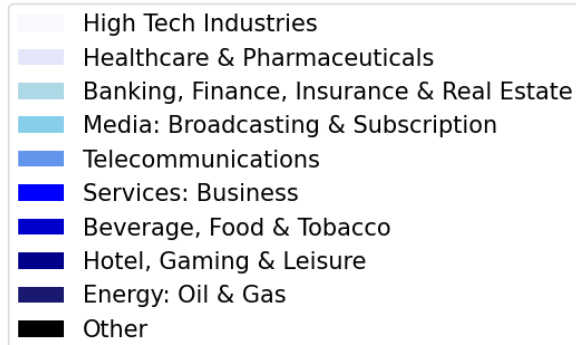 High Tech Industries
Healthcare & Pharmaceuticals
Banking, Finance, Insurance & Real Estate
Media: Broadcasting & Subscription
Telecommunications
Services: Business
Beverage, Food & Tobacco
Hotel, Gaming & Leisure
Energy: Oil & Gas
Other